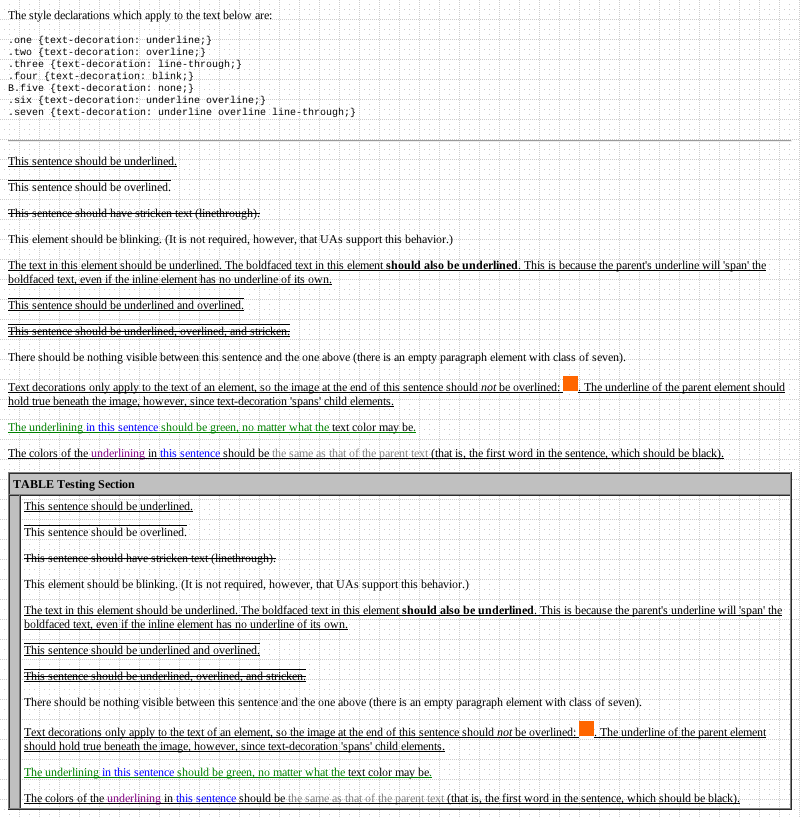 The style declarations which apply to the text below are:
.one {text-decoration: underline;}
.two {text-decoration: overline;}
.three {text-decoration: line-through;}
.four {text-decoration: blink;}
B.five {text-decoration: none;}
.six {text-decoration: underline overline;}
.seven {text-decoration: underline overline line-through;}
This sentence should be underlined.
This sentence should be overlined.
This sentence should have stricken text (linethrough).
This element should be blinking. (It is not required, however, that UAs support this behavior.)
The text in this element should be underlined. The boldfaced text in this element should also be underlined. This is because the parent's underline will 'span' the
boldfaced text, even if the inline element has no underline of its own.
This sentence should be underlined and overlined.
This sentence should be underlined, overlined, and stricken.
There should be nothing visible between this sentence and the one above (there is an empty paragraph element with class of seven).
Text decorations only apply to the text of an element, so the image at the end of this sentence should not be overlined: . The underline of the parent element should
hold true beneath the image, however, since text-decoration 'spans' child elements.
The underlining in this sentence should be green, no matter what the text color may be.
The colors of the underlining in this sentence should be the same as that of the parent text (that is, the first word in the sentence, which should be black).
TABLE Testing Section
This sentence should be underlined.
This sentence should be overlined.
This sentence should have stricken text (linethrough).
This element should be blinking. (It is not required, however, that UAs support this behavior.)
The text in this element should be underlined. The boldfaced text in this element should also be underlined. This is because the parent's underline will 'span' the
boldfaced text, even if the inline element has no underline of its own.
This sentence should be underlined and overlined.
This sentence should be underlined, overlined, and stricken.
There should be nothing visible between this sentence and the one above (there is an empty paragraph element with class of seven).
Text decorations only apply to the text of an element, so the image at the end of this sentence should not be overlined: . The underline of the parent element
should hold true beneath the image, however, since text-decoration 'spans' child elements.
The underlining in this sentence should be green, no matter what the text color may be.
The colors of the underlining in this sentence should be the same as that of the parent text (that is, the first word in the sentence, which should be black).